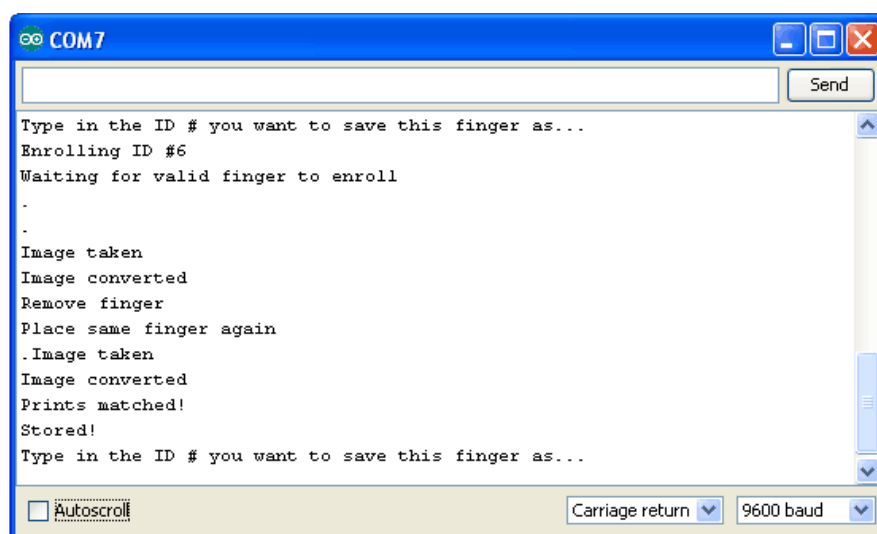 COM7
Send
Type in the ID # you want to save this finger as...
Enrolling ID #6
Waiting for valid finger to enroll
.
.
Image taken
Image converted
Remove finger
Place same finger again
.Image taken
Image converted
Prints matched!
Stored!
Type in the ID # you want to save this finger as...
Autoscroll Carriage return 9600 baud